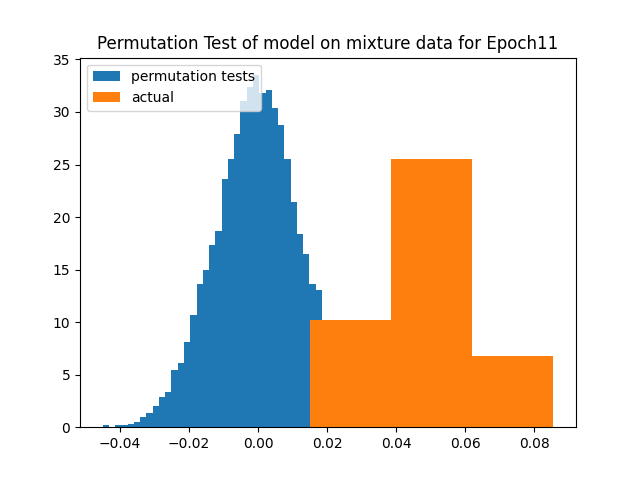 Permutation Test of model on mixture data for Epoch11
35
30
25
20
15
10
5
0
permutation tests
actual
−0.04 −0.02 0.00 0.02 0.04 0.06 0.08